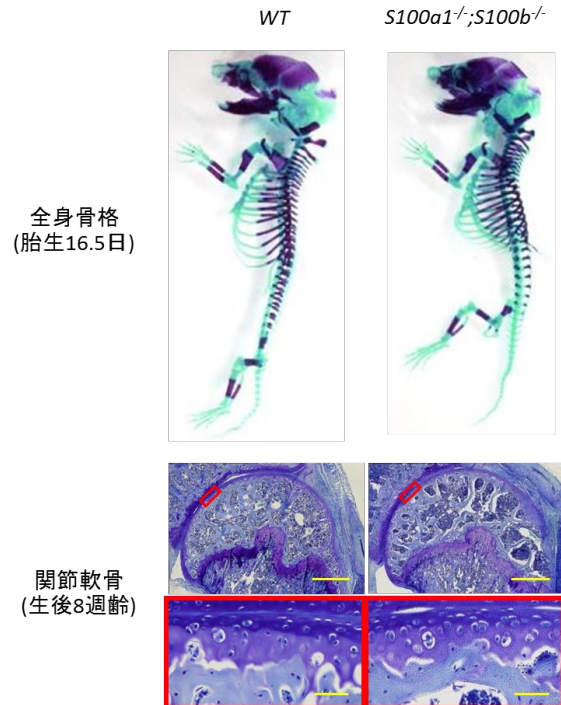 WT
S100a1-/-;S100b-/-
全身骨格
(胎生16.5日)
関節軟骨
(生後8週齢)